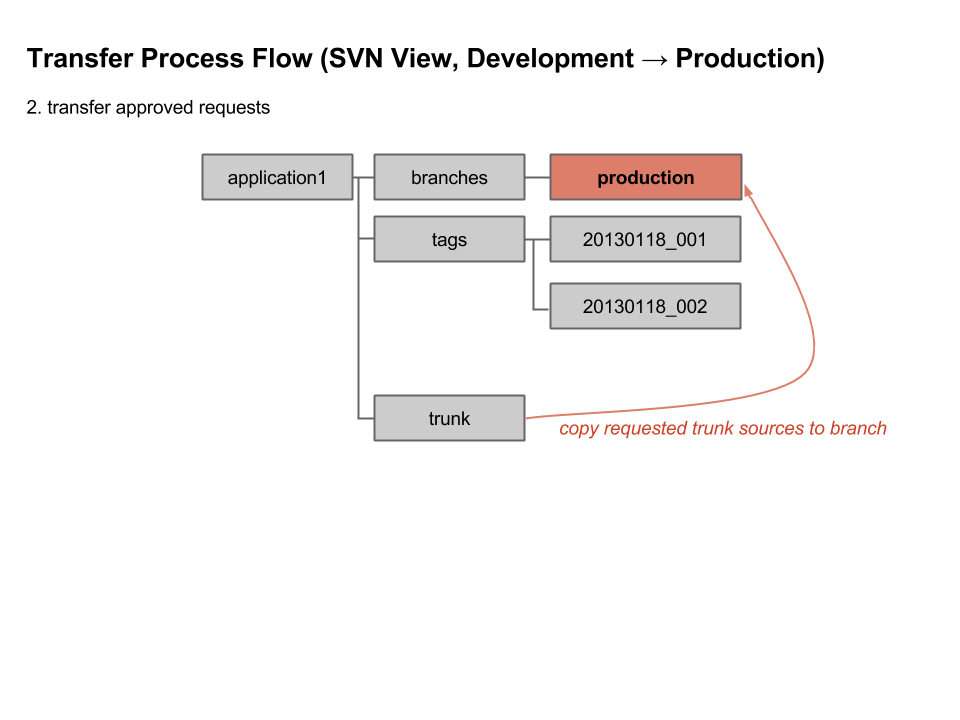 Transfer Process Flow (SVN View, Development → Production)
2. transfer approved requests
application1
branches
production
tags
20130118_001
20130118_002
trunk
copy requested trunk sources to branch